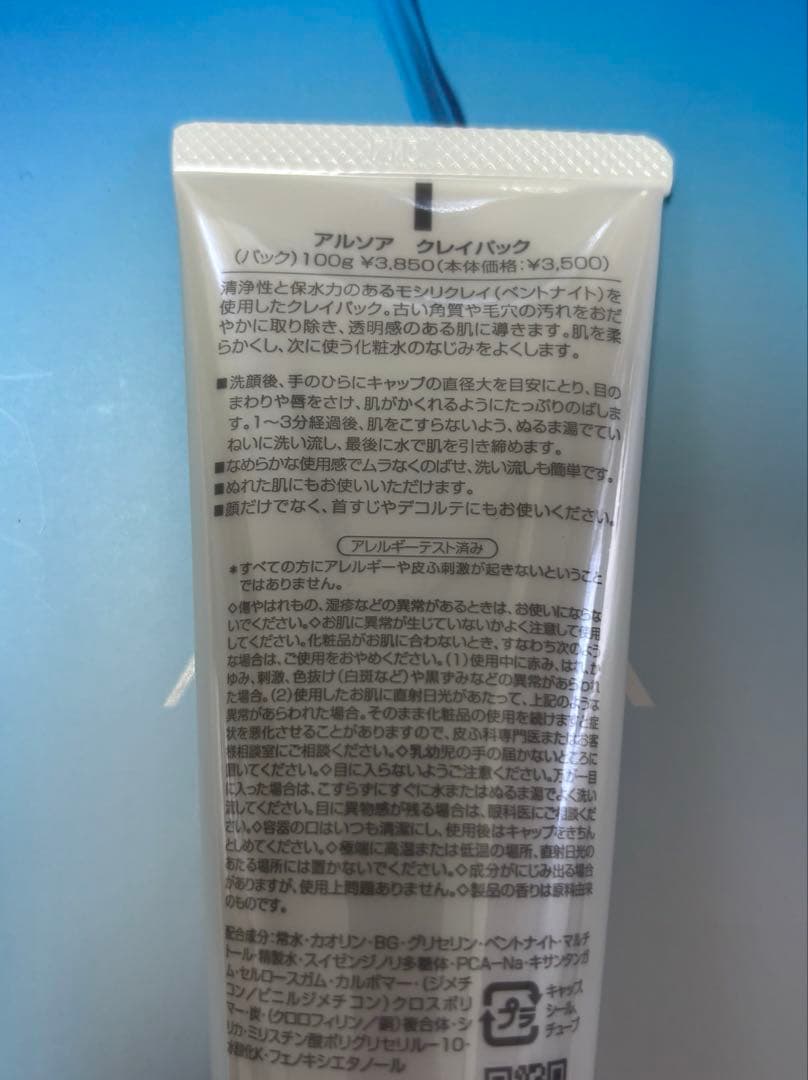 アルソア　クレイパック
(パック)100g ¥3,850(本体価格:¥3,500)
清浄性と保水力のあるモシリクレイ(ベントナイト)を
使用したクレイパック。古い角質や毛穴の汚れをおだ
やかに取り除き、透明感のある肌に導きます。肌を柔
らかくし、次に使う化粧水のなじみをよくします。
■洗顔後、手のひらにキャップの直径大を目安にとり、目の
まわりや唇をさけ、肌がかくれるようにたっぷりのばしま
す。1〜3分経過後、肌をこすらないよう、ぬるま湯でてい
ねいに洗い流し、最後に水で肌を引き締めます。
■なめらかな使用感でムラなくのばせ、洗い流しも簡単です。
■ぬれた肌にもお使いいただけます。
■顔だけでなく、首すじやデコルテにもお使いください。
アレルギーテスト済み
*すべての方にアレルギーや皮ふ刺激が起きないということ
ではありません。
◇傷やはれもの、湿疹などの異常があるときは、お使いにならな
いでください。◇お肌に異常が生じていないかよく注意して使用
してください。化粧品がお肌に合わないとき、すなわち次のよう
な場合は、ご使用をおやめください。(1)使用中に赤み、はれ、か
ゆみ、刺激、色抜け(白斑など)や黒ずみなどの異常があらわれ
た場合。(2)使用したお肌に直射日光があたって、上記のような
異常があらわれた場合。そのまま化粧品の使用を続けますと症
状を悪化させることがありますので、皮ふ科専門医またはお客
様相談室にご相談ください。◇乳幼児の手の届かないところに
置いてください。◇目に入らないようご注意ください。万が一目
に入った場合は、こすらずにすぐに水またはぬるま湯でよく洗い
流してください。目に異物感が残る場合は、眼科医にご相談くだ
さい。◇容器の口はいつも清潔にし、使用後はキャップをきちん
としめてください。◇極端に高温または低温の場所、直射日光の
あたる場所には置かないでください。◇成分がにじみ出る場合
がありますが、使用上問題ありません。◇製品の香りは原料由来
のものです。
配合成分:常水・カオリン・BG・グリセリン・ベントナイト・マルチ
トール・精製水・スイゼンジノリ多糖体・PCA−Na・キサンタンガ
ム・セルロースガム・カルボマー・(ジメチ
コン/ビニルジメチコン)クロスポリ
マー・炭・(クロロフィリン/銅)複合体・シ
リカ・ミリスチン酸ポリグリセリル−10・
水酸化K・フェノキシエタノール
プラ
キャップ
シール
チューブ